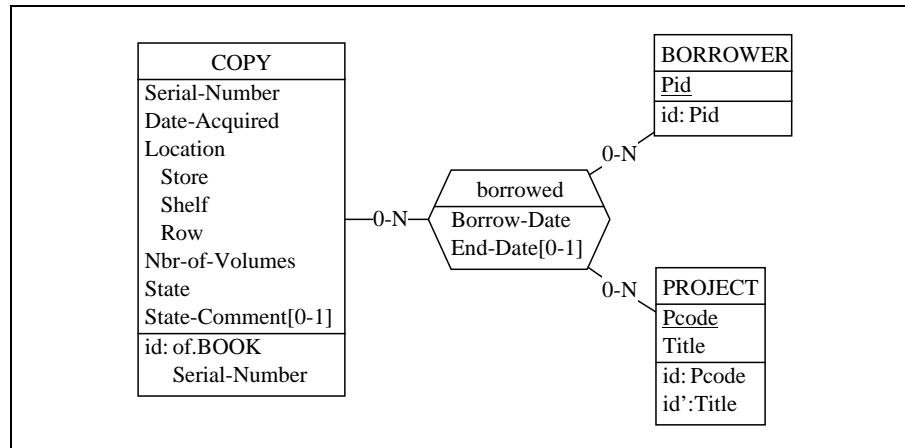 COPY
Serial-Number
Date-Acquired
Location
Store
Shelf
Row
Nbr-of-Volumes
State
State-Comment[0-1]
id: of.BOOK
Serial-Number
0-N
borrowed
Borrow-Date
End-Date[0-1]
0-N
BORROWER
Pid
id: Pid
0-N
PROJECT
Pcode
Title
id: Pcode
id':Title